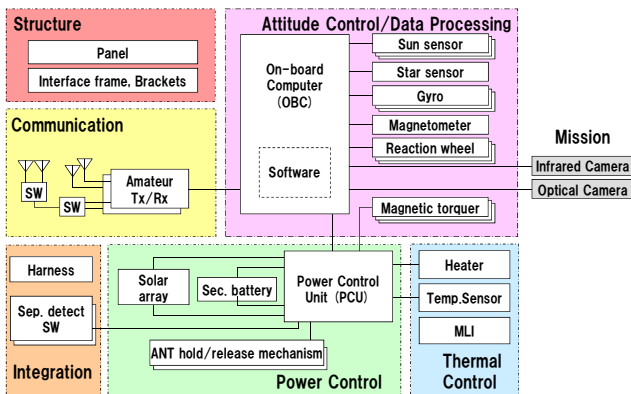 Structure
Panel
Interface frame, Brackets
Communication
SW
SW
Amateur
Tx/Rx
Attitude Control/Data Processing
On-board
Computer
(OBC)
Software
Sun sensor
Star sensor
Gyro
Magnetometer
Reaction wheel
Magnetic torquer
Mission
Infrared Camera
Optical Camera
Harness
Sep. detect
SW
Integration
Solar
array
Sec. battery
Power Control
Unit (PCU)
ANT hold/release mechanism
Power Control
Heater
Temp.Sensor
MLI
Thermal
Control